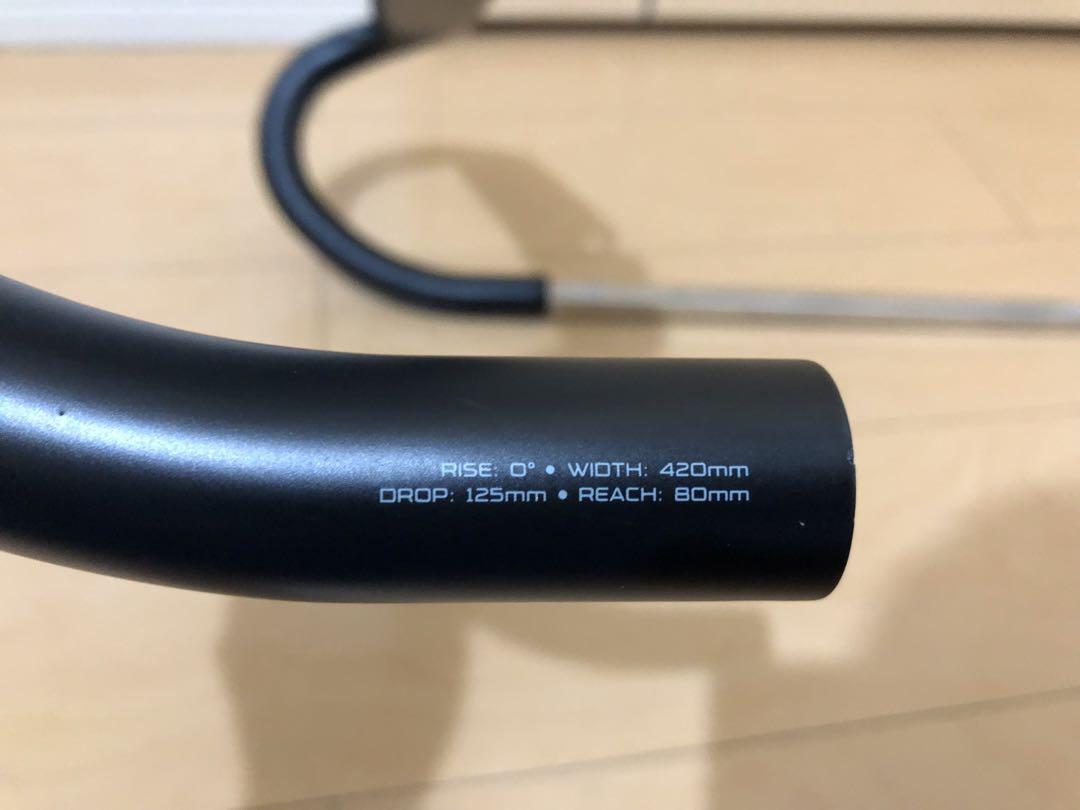 RISE: 0° • WIDTH: 420mm
DROP: 125mm • REACH: 80mm